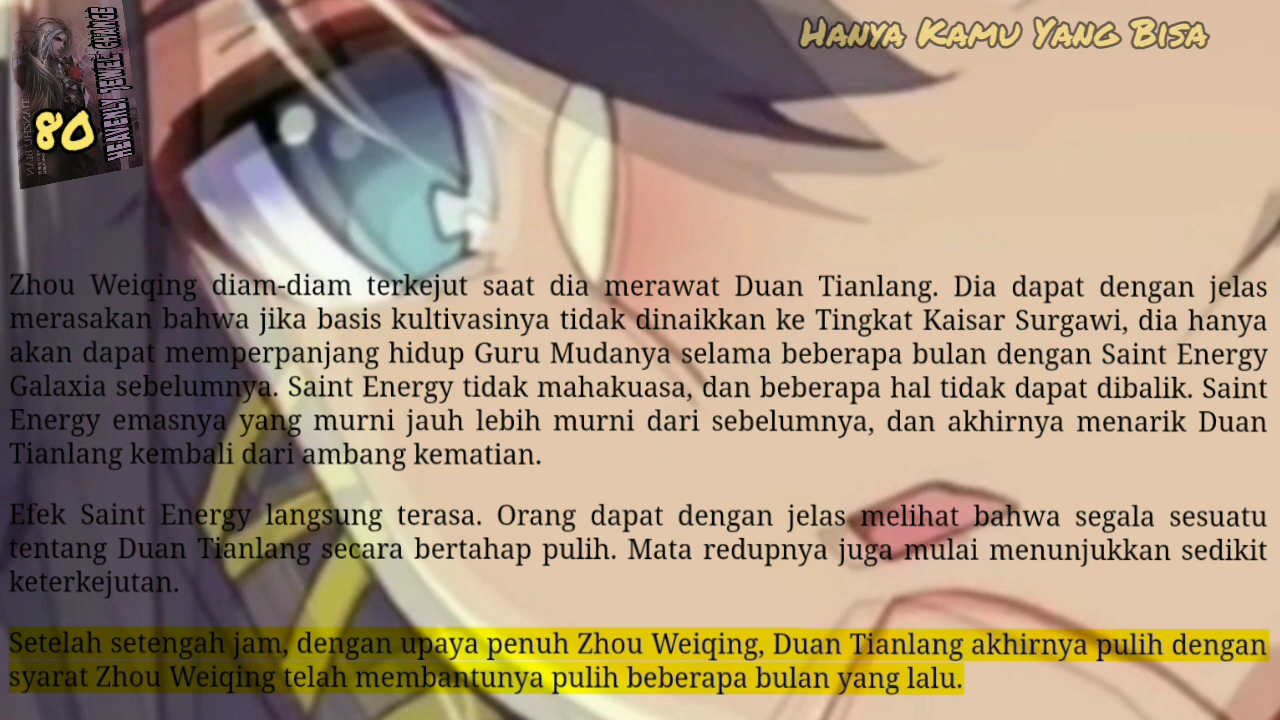 Hanya Kamu Yang Bisa
HEAVENLY JEWEL CHANGE
80
Zhou Weiqing diam-diam terkejut saat dia merawat Duan Tianlang. Dia dapat dengan jelas
merasakan bahwa jika basis kultivasinya tidak dinaikkan ke Tingkat Kaisar Surgawi, dia hanya
akan dapat memperpanjang hidup Guru Mudanya selama beberapa bulan dengan Saint Energy
Galaxia sebelumnya. Saint Energy tidak mahakuasa, dan beberapa hal tidak dapat dibalik. Saint
Energy emasnya yang murni jauh lebih murni dari sebelumnya, dan akhirnya menarik Duan
Tianlang kembali dari ambang kematian.
Efek Saint Energy langsung terasa. Orang dapat dengan jelas melihat bahwa segala sesuatu
tentang Duan Tianlang secara bertahap pulih. Mata redupnya juga mulai menunjukkan sedikit
keterkejutan.
Setelah setengah jam, dengan upaya penuh Zhou Weiqing, Duan Tianlang akhirnya pulih dengan
syarat Zhou Weiqing telah membantunya pulih beberapa bulan yang lalu.